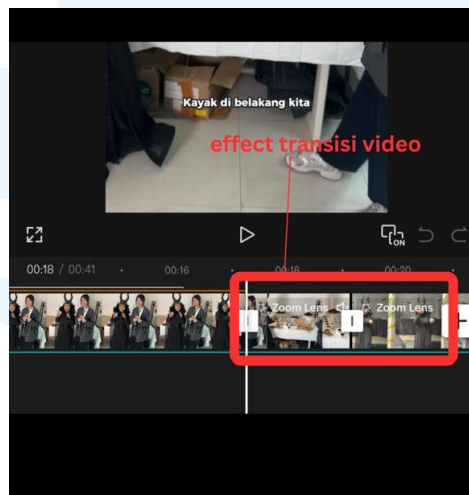 Kayak di belakang kita
effect transisi video
ON
00:18 / 00:41
00:16
00:18
00:20
Zoom Lens
Zoom Lens